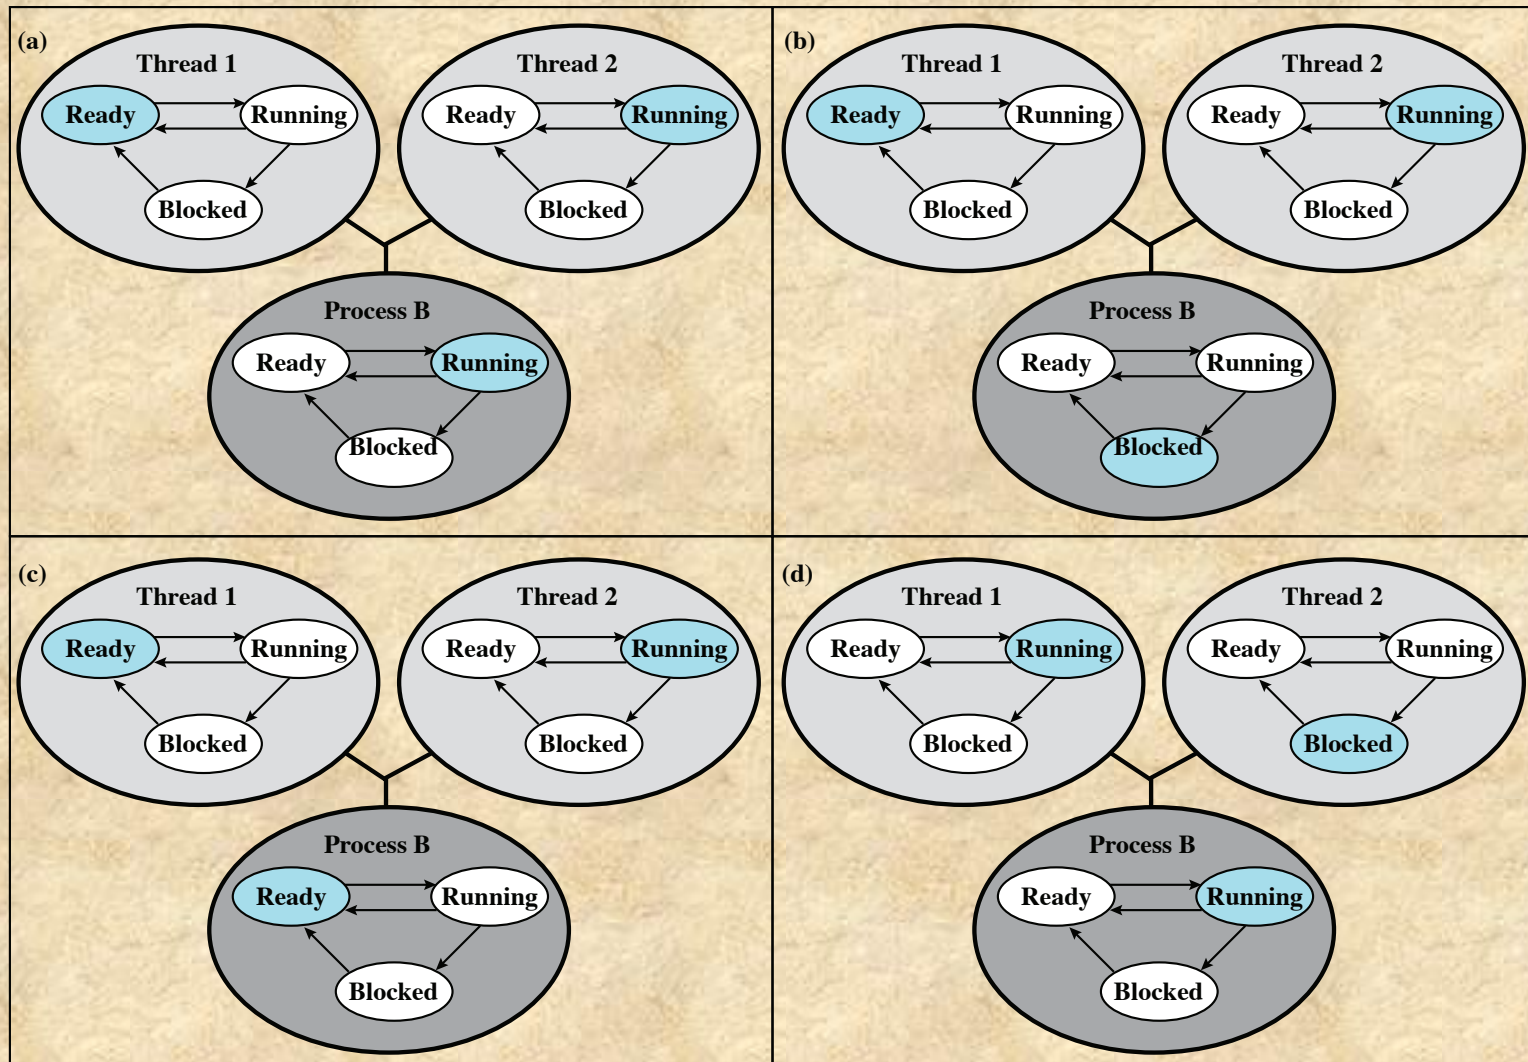 (a)
Thread 1
Ready Running
Blocked
Thread 2
Ready Running
Blocked
Process B
Ready Running
Blocked
(b)
Thread 1
Ready Running
Blocked
Thread 2
Ready Running
Blocked
Process B
Ready Running
Blocked
(c)
Thread 1
Ready Running
Blocked
Thread 2
Ready Running
Blocked
Process B
Ready Running
Blocked
(d)
Thread 1
Ready Running
Blocked
Thread 2
Ready Running
Blocked
Process B
Ready Running
Blocked